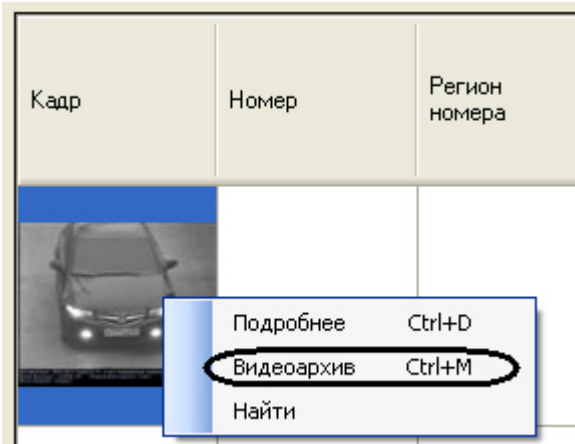 Кадр
Номер
Регион
номера
Подробнее Ctrl+D
Видеоархив Ctrl+M
Найти